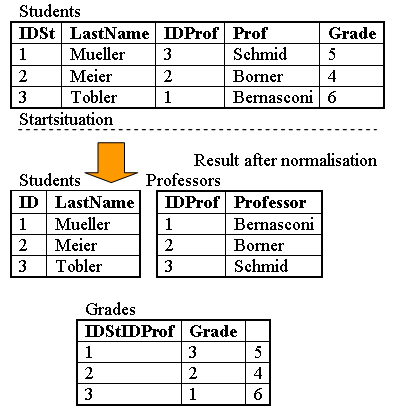 Students
IDSt LastName IDProf Prof Grade
1 Mueller 3 Schmid 5
2 Meier 2 Borner 4
3 Tobler 1 Bernasconi 6
Startsituation
Result after normalisation
Students Professors
ID LastName IDProf Professor
1 Mueller 1 Bernasconi
2 Meier 2 Borner
3 Tobler 3 Schmid
Grades
IDStIDProf Grade
1 3 5
2 2 4
3 1 6